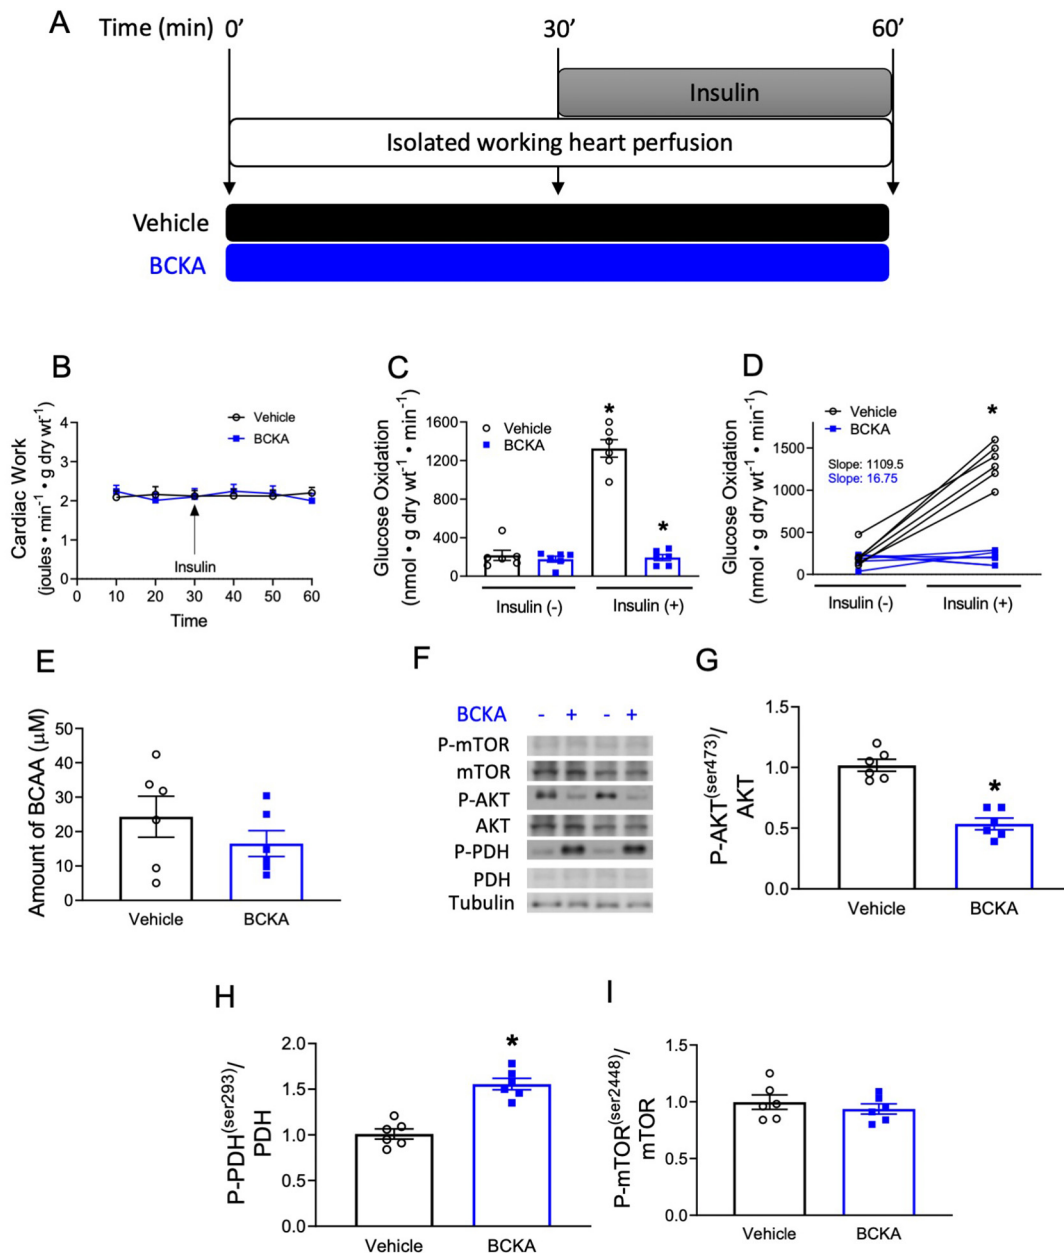 A
Time (min) 0’ 30’ 60’
Insulin
Isolated working heart perfusion
Vehicle
BCKA
B
Cardiac Work
(joules • min⁻¹ • g dry wt⁻¹)
4
3
2
1
0
0 10 20 30 40 50 60
Time
Vehicle
BCKA
Insulin
C
Glucose Oxidation
(nmol • g dry wt⁻¹ • min⁻¹)
1600
1200
800
400
0
Vehicle
BCKA
*
*
Insulin (-) Insulin (+)
D
Glucose Oxidation
(nmol • g dry wt⁻¹ • min⁻¹)
1500
1000
500
0
Vehicle
BCKA
Slope: 1109.5
Slope: 16.75
*
Insulin (-) Insulin (+)
E
Amount of BCAA (µM)
50
40
30
20
10
0
Vehicle BCKA
F
BCKA - + - +
P-mTOR
mTOR
P-AKT
AKT
P-PDH
PDH
Tubulin
G
P-AKT(ser473)/
AKT
1.5
1.0
0.5
0.0
*
Vehicle BCKA
H
P-PDH(ser293)/
PDH
2.0
1.5
1.0
0.5
0.0
*
Vehicle BCKA
I
P-mTOR(ser2448)/
mTOR
1.5
1.0
0.5
0.0
Vehicle BCKA